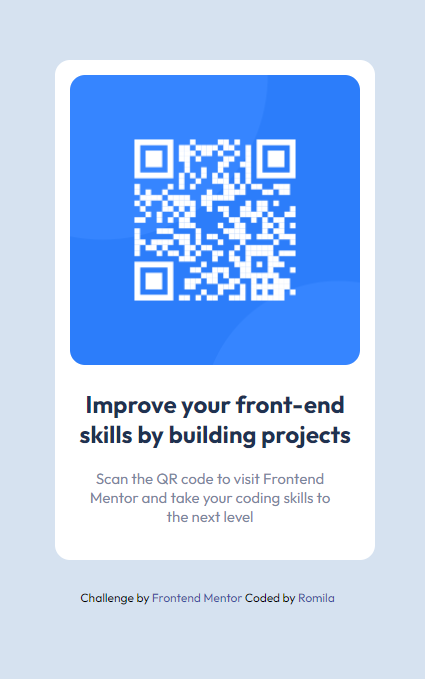 Improve your front-end
skills by building projects
Scan the QR code to visit Frontend
Mentor and take your coding skills to
the next level
Challenge by Frontend Mentor Coded by Romila